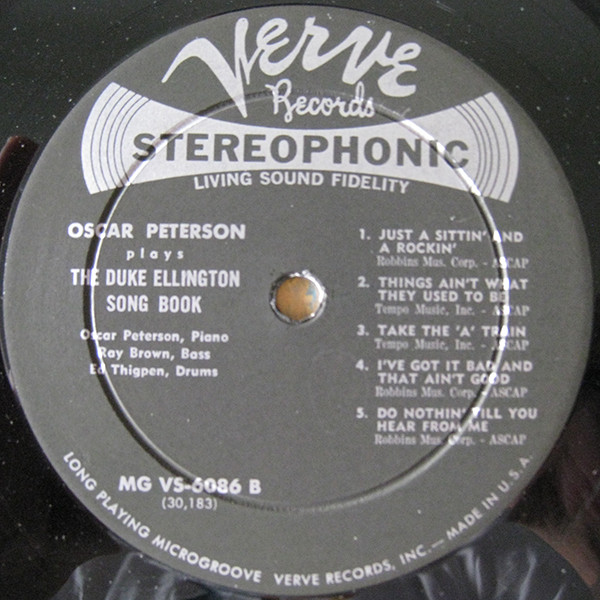 Verve
Records
STEREOPHONIC
LIVING SOUND FIDELITY
OSCAR PETERSON
plays
THE DUKE ELLINGTON
SONG BOOK
Oscar Peterson, Piano
Ray Brown, Bass
Ed Thigpen, Drums
1. JUST A SITTIN' AND
A ROCKIN'
Robbins Mus. Corp. - ASCAP
2. THINGS AIN'T WHAT
THEY USED TO BE
Tempo Music, Inc. - ASCAP
3. TAKE THE 'A' TRAIN
Tempo Music, Inc. - ASCAP
4. I'VE GOT IT BAD AND
THAT AIN'T GOOD
Robbins Mus. Corp. - ASCAP
5. DO NOTHIN' TILL YOU
HEAR FROM ME
Robbins Mus. Corp. - ASCAP
MG VS-6086 B
(30,183)
LONG PLAYING MICROGROOVE VERVE RECORDS, INC.— MADE IN U.S.A.